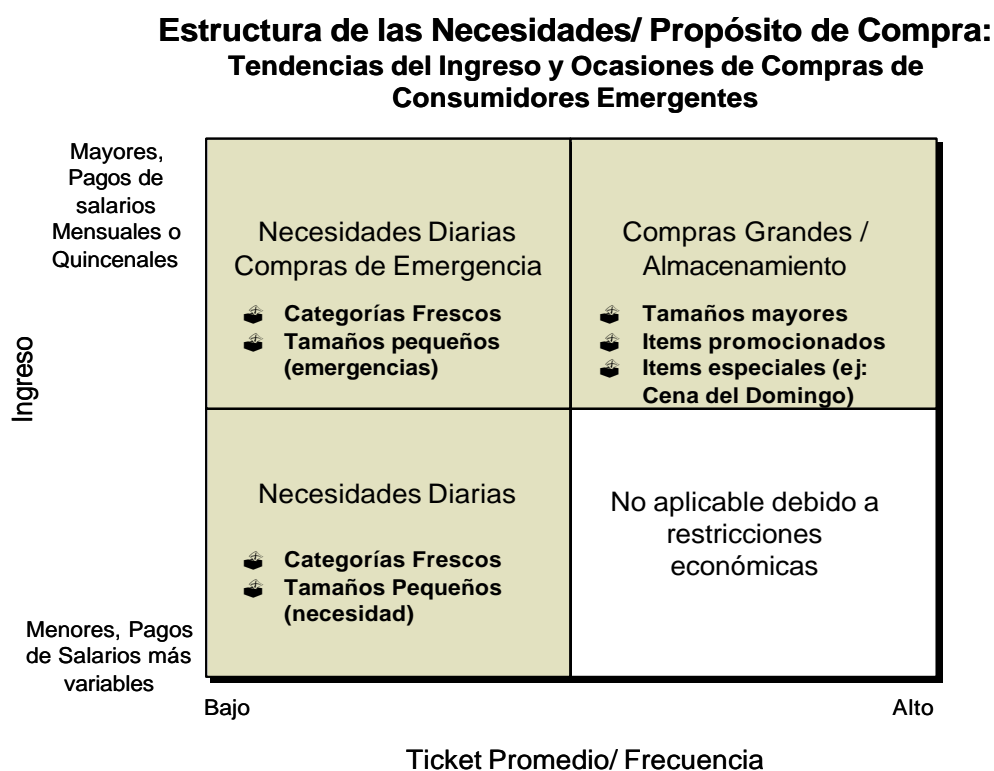 Estructura de las Necesidades/ Propósito de Compra:
Tendencias del Ingreso y Ocasiones de Compras de
Consumidores Emergentes
Mayores,
Pagos de
salarios
Mensuales o
Quincenales
Necesidades Diarias
Compras de Emergencia
Categorías Frescos
Tamaños pequeños
(emergencias)
Compras Grandes /
Almacenamiento
Tamaños mayores
Items promocionados
Items especiales (ej:
Cena del Domingo)
Ingreso
Necesidades Diarias
Categorías Frescos
Tamaños Pequeños
(necesidad)
No aplicable debido a
restricciones
económicas
Menores, Pagos
de Salarios más
variables
Bajo
Alto
Ticket Promedio/ Frecuencia